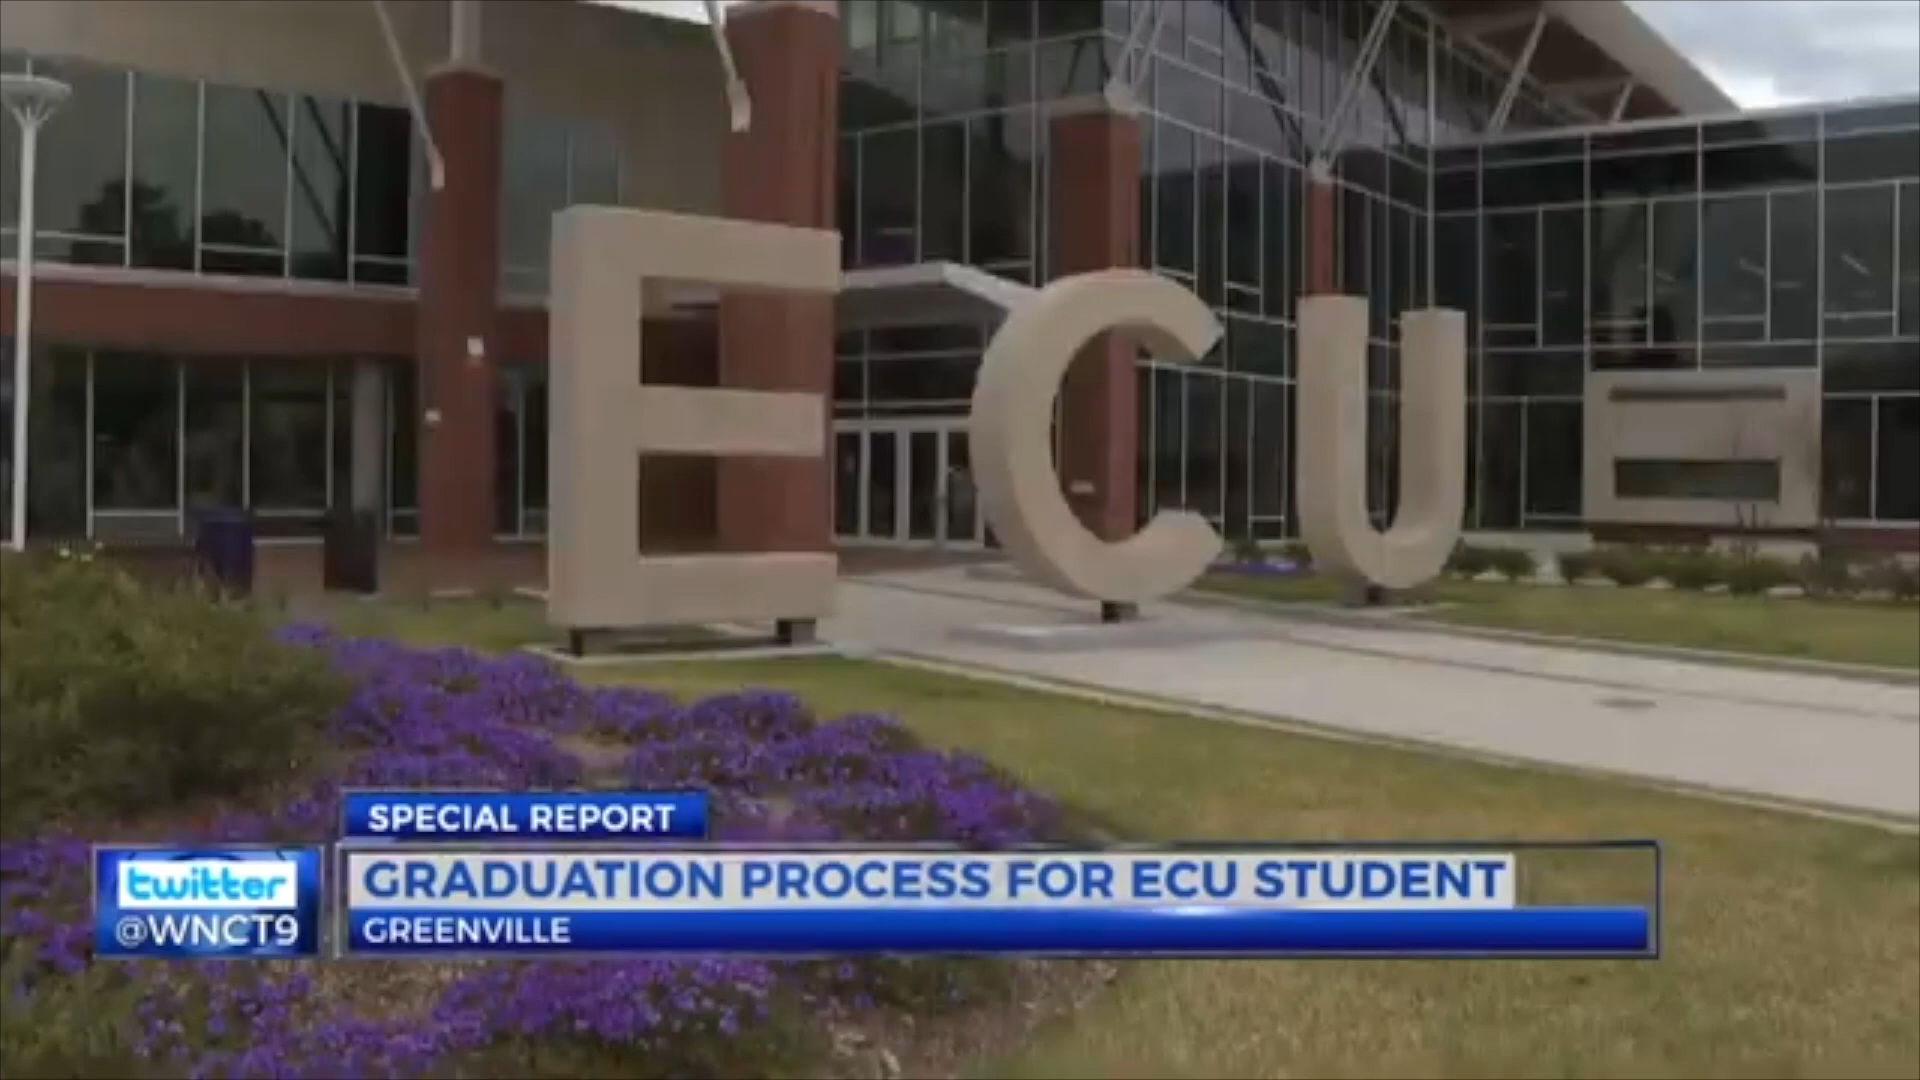 ECU
SPECIAL REPORT
GRADUATION PROCESS FOR ECU STUDENT
GREENVILLE
twitter
@WNCT9